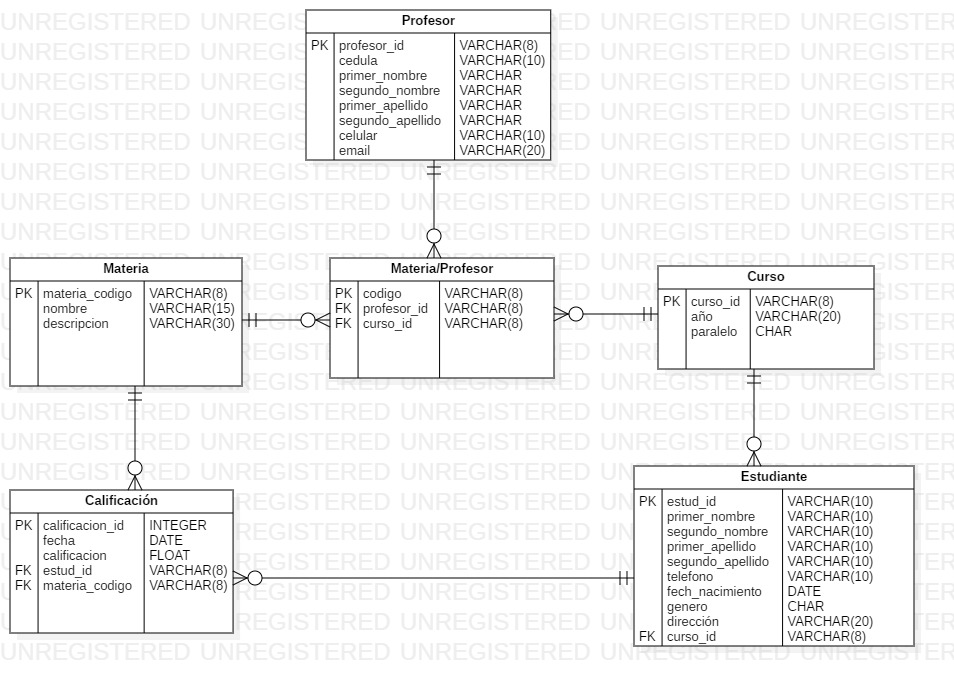 Profesor
PK profesor_id VARCHAR(8)
cedula VARCHAR(10)
primer_nombre VARCHAR
segundo_nombre VARCHAR
primer_apellido VARCHAR
segundo_apellido VARCHAR
celular VARCHAR(10)
email VARCHAR(20)
Materia
PK materia_codigo VARCHAR(8)
nombre VARCHAR(15)
descripcion VARCHAR(30)
Materia/Profesor
PK codigo VARCHAR(8)
FK profesor_id VARCHAR(8)
FK curso_id VARCHAR(8)
Curso
PK curso_id VARCHAR(8)
año VARCHAR(20)
paralelo CHAR
Calificación
PK calificacion_id INTEGER
fecha DATE
calificacion FLOAT
FK estud_id VARCHAR(8)
FK materia_codigo VARCHAR(8)
Estudiante
PK estud_id VARCHAR(10)
primer_nombre VARCHAR(10)
segundo_nombre VARCHAR(10)
primer_apellido VARCHAR(10)
segundo_apellido VARCHAR(10)
telefono VARCHAR(10)
fech_nacimiento DATE
genero CHAR
dirección VARCHAR(20)
FK curso_id VARCHAR(8)
UNREGISTERED